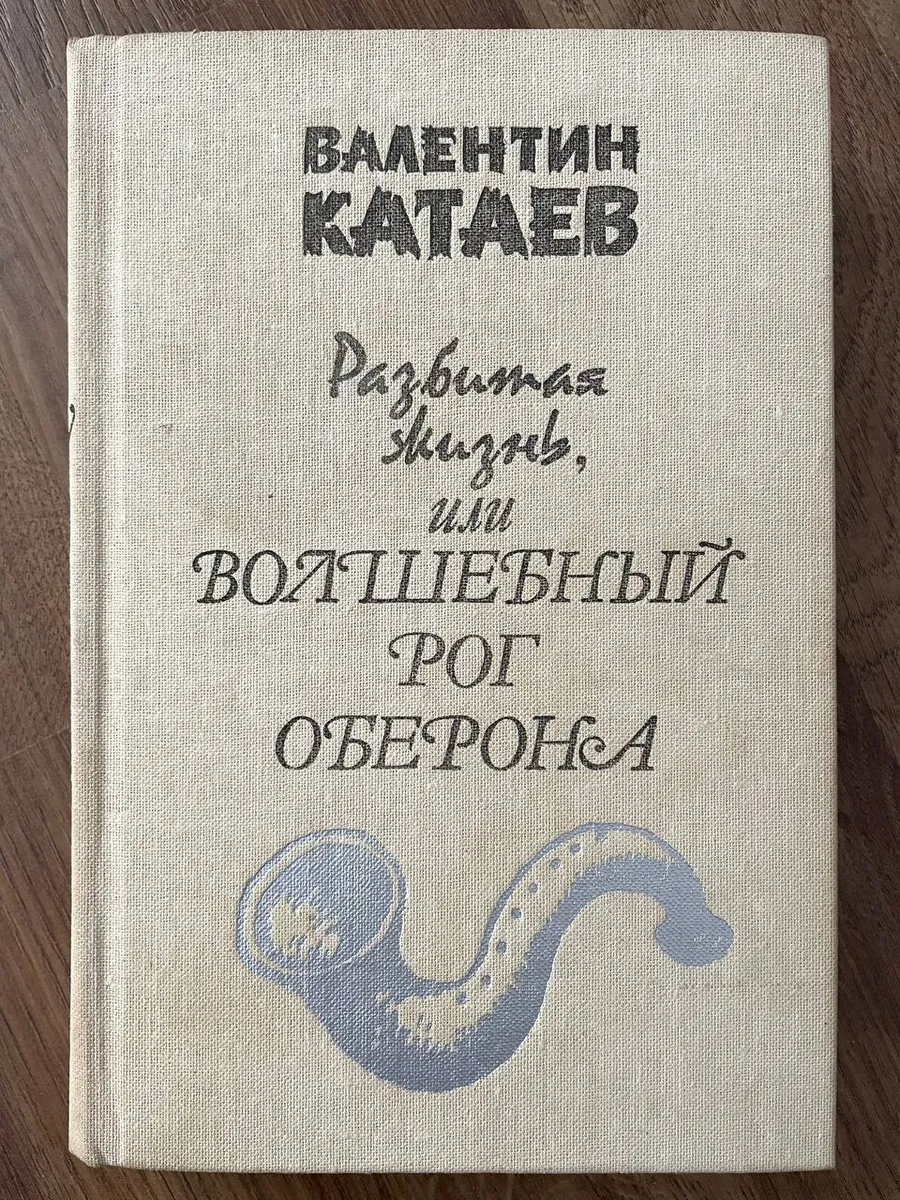 ВАЛЕНТИН
КАТАЕВ
Разбитая
жизнь,
или
ВОЛШЕБНЫЙ
РОГ
ОБЕРОНА